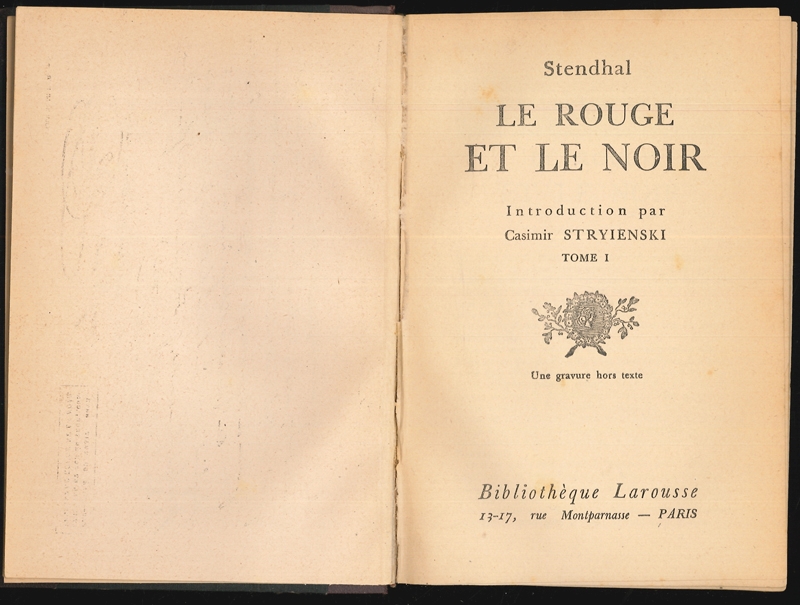 Stendhal
LE ROUGE
ET LE NOIR
Introduction par
Casimir STRYIENSKI
TOME I
Une gravure hors texte
Bibliothèque Larousse
13-17, rue Montparnasse — PARIS